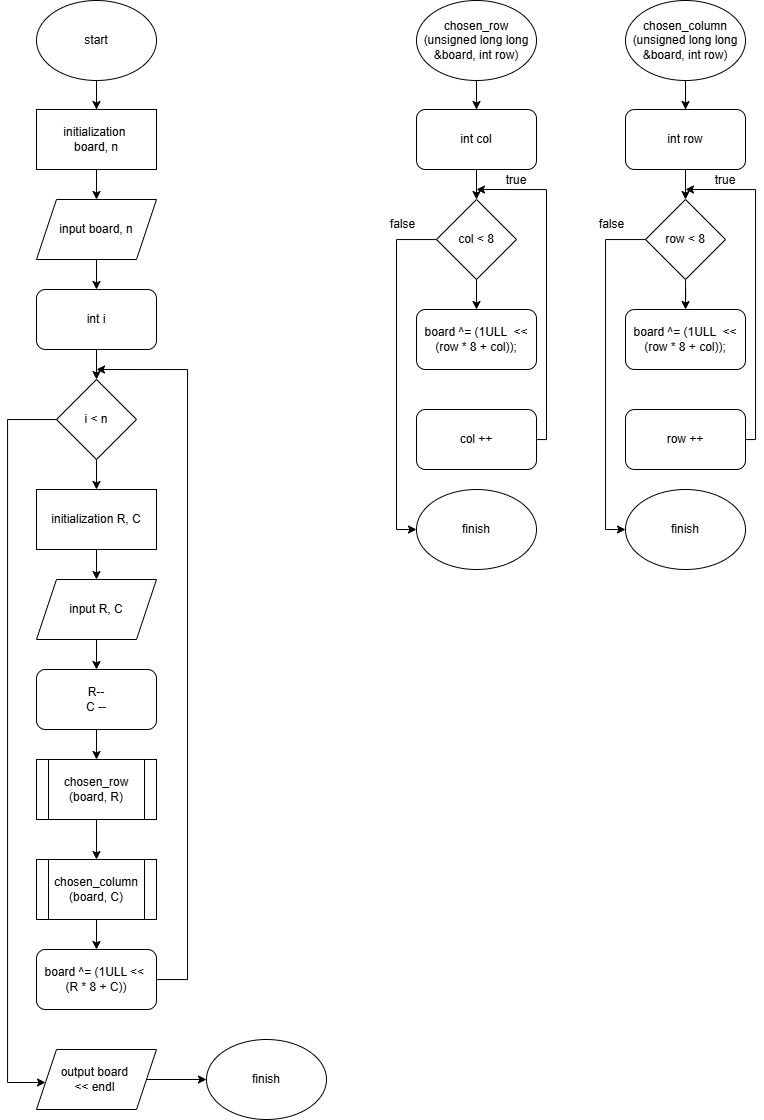 start
initialization
board, n
input board, n
int i
i < n
initialization R, C
input R, C
R--
C --
chosen_row
(board, R)
chosen_column
(board, C)
board ^= (1ULL <<
(R * 8 + C))
output board
<< endl
finish
chosen_row
(unsigned long long
&board, int row)
int col
true
false
col < 8
board ^= (1ULL <<
(row * 8 + col));
col ++
finish
chosen_column
(unsigned long long
&board, int row)
int row
true
false
row < 8
board ^= (1ULL <<
(row * 8 + col));
row ++
finish